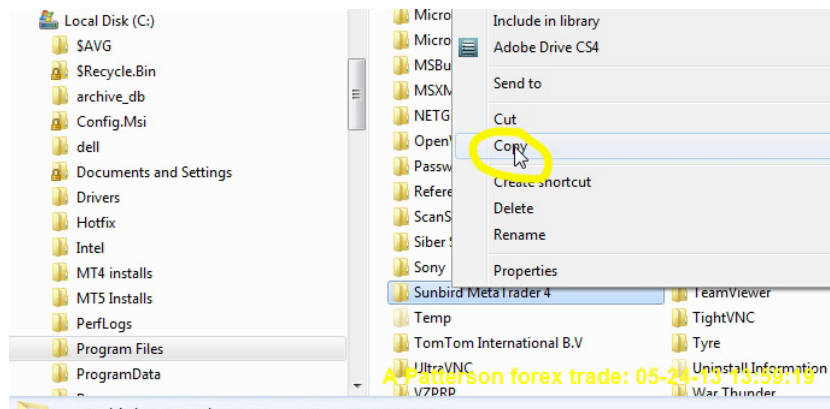 Local Disk (C:)
$AVG
$Recycle.Bin
archive_db
Config.Msi
dell
Documents and Settings
Drivers
Hotfix
Intel
MT4 installs
MT5 Installs
PerfLogs
Program Files
ProgramData
Micro
Micro
MSBu
MSXM
NETG
Open
Passw
Refere
ScanS
Siber
Sony
Sunbird MetaTrader 4
Temp
TomTom International B.V
UltraVNC
VZPRP
Include in library
Adobe Drive CS4
Send to
Cut
Copy
Create shortcut
Delete
Rename
Properties
TeamViewer
TightVNC
Tyre
Uninstall Information
War Thunder
A Patterson forex trade: 05-24-13 13:59:19